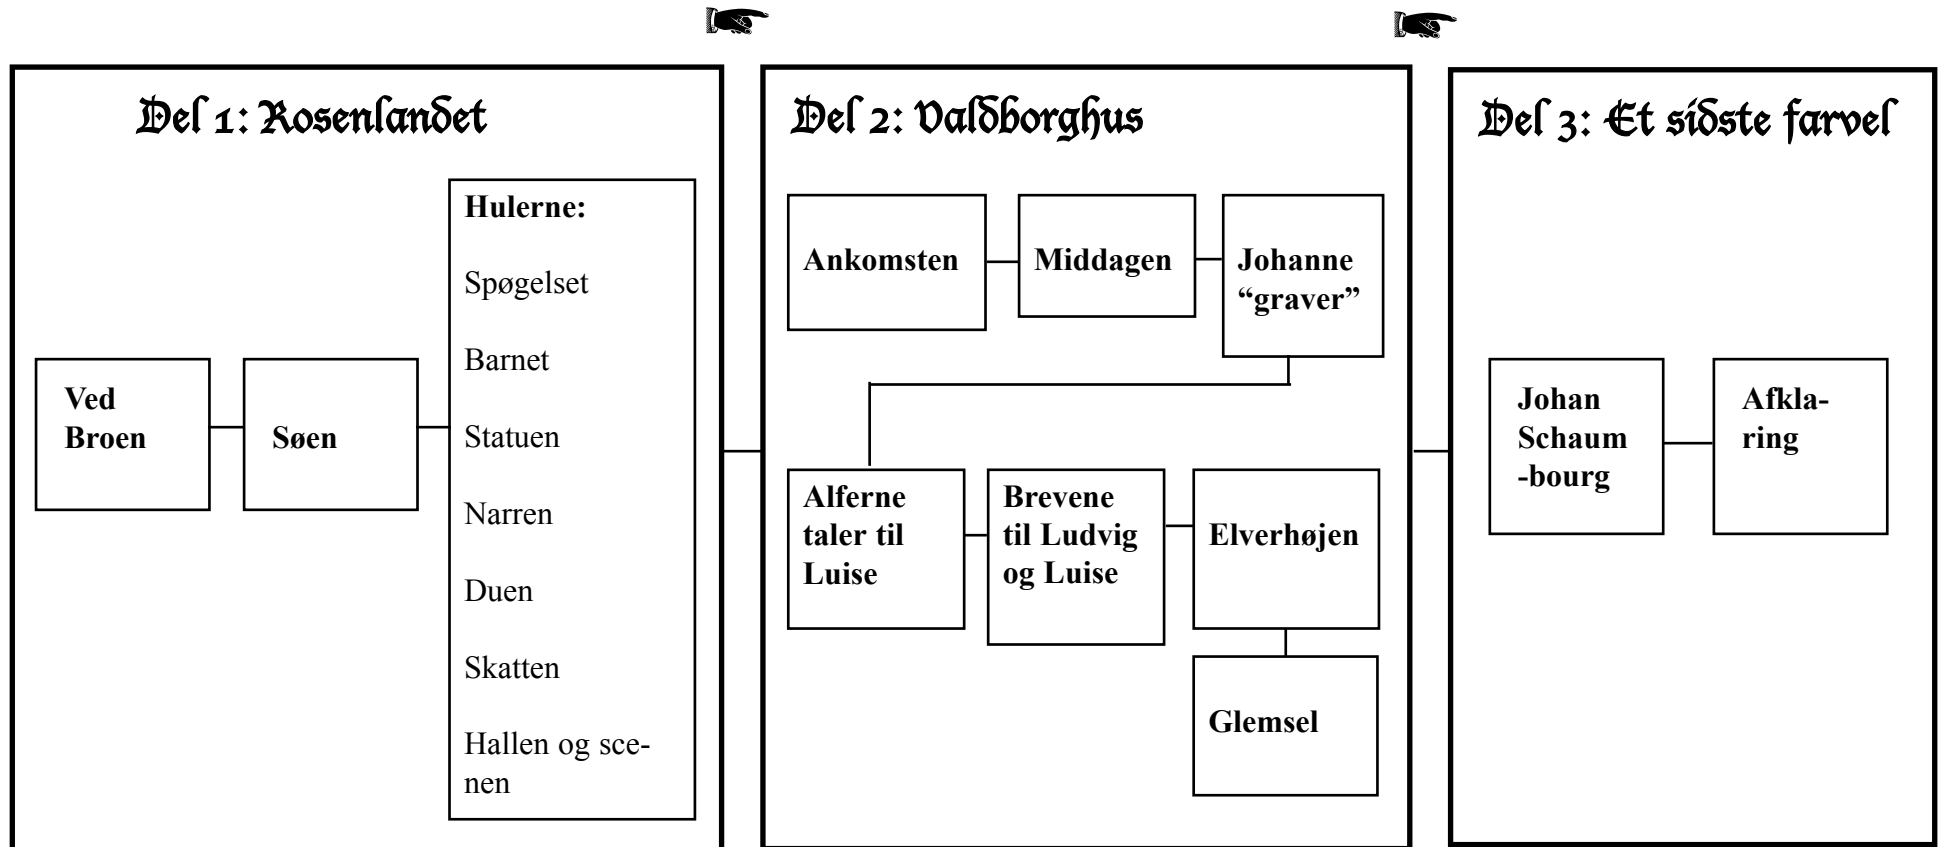 Del 1: Rosenlandet
Ved
Broen
Søen
Hulerne:
Spøgelset
Barnet
Statuen
Narren
Duen
Skatten
Hallen og sce-
nen
Del 2: Valdborghus
Ankomsten
Middagen
Johanne
“graver”
Alferne
taler til
Luise
Brevene
til Ludvig
og Luise
Elverhøjen
Glemsel
Del 3: Et sidste farvel
Johan
Schaum
-bourg
Afkla-
ring